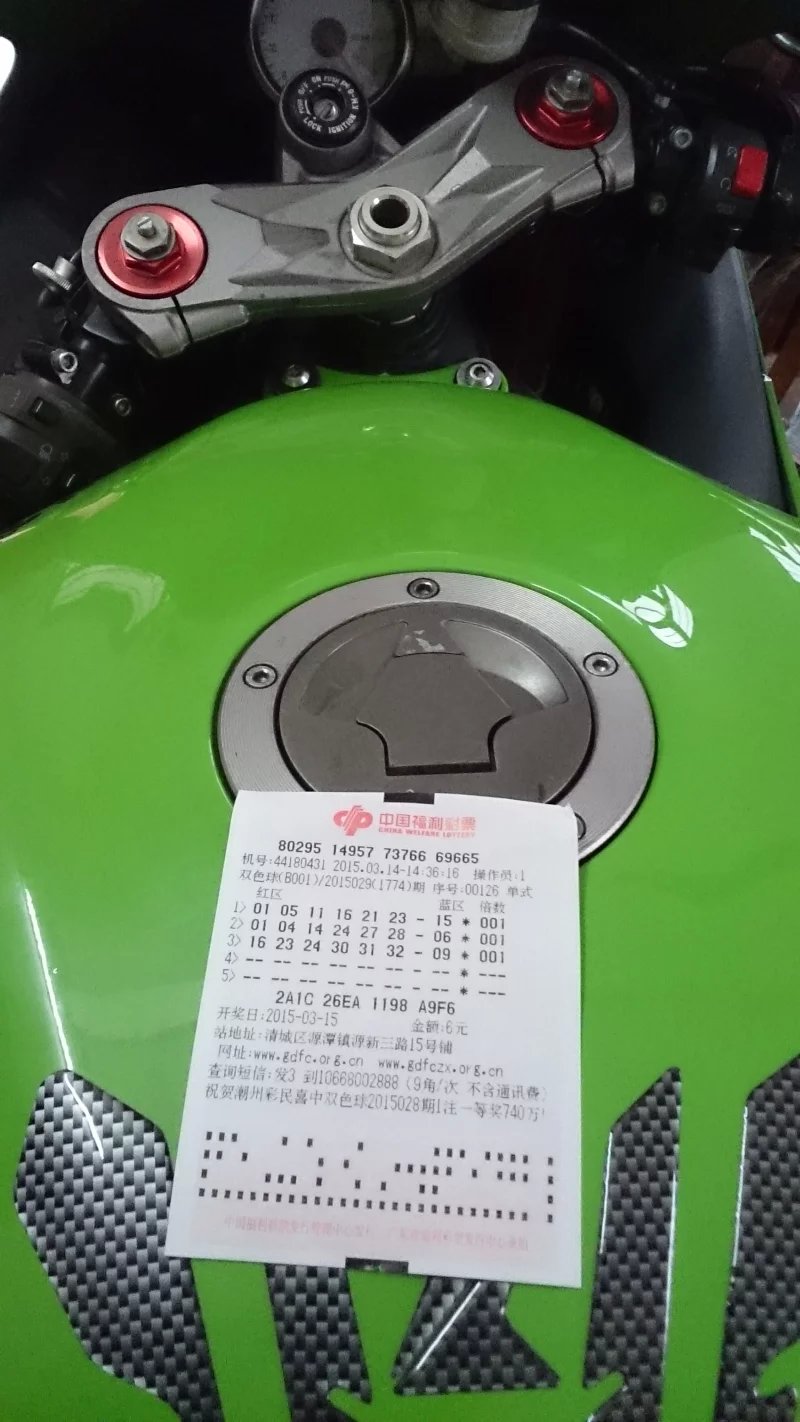 OFF ON PUSH
LOCK IGNITION
中国福利彩票
CHINA WELFARE LOTTERY
80295 14957 73766 69665
机号:44180431 2015.03.14-14:36:16 操作员:1
双色球(B001)/2015029(1774)期 序号:00126 单式
红区 蓝区 倍数
1> 01 05 11 16 21 23 - 15 * 001
2> 01 04 14 24 27 28 - 06 * 001
3> 16 23 24 30 31 32 - 09 * 001
4> -- -- -- -- -- -- - -- * ---
5> -- -- -- -- -- -- - -- * ---
2A1C 26EA 1198 A9F6
开奖日:2015-03-15 金额:6元
站地址:清城区源潭镇源新三路15号铺
网址:www.gdfc.org.cn www.gdfczx.org.cn
查询短信:发3 到10668002888 (9角/次 不含通讯费)
祝贺潮州彩民喜中双色球2015028期1注一等奖740万!